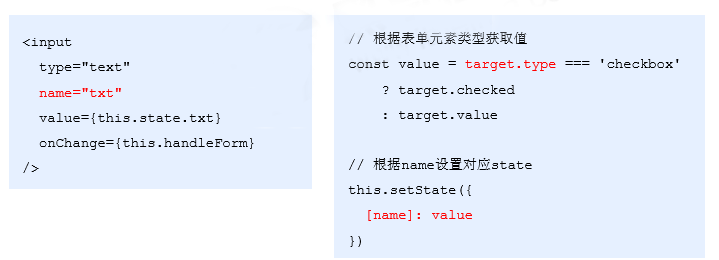 <input
type="text"
name="txt"
value={this.state.txt}
onChange={this.handleForm}
/>
// 根据表单元素类型获取值
const value = target.type === 'checkbox'
? target.checked
: target.value
// 根据name设置对应state
this.setState({
[name]: value
})